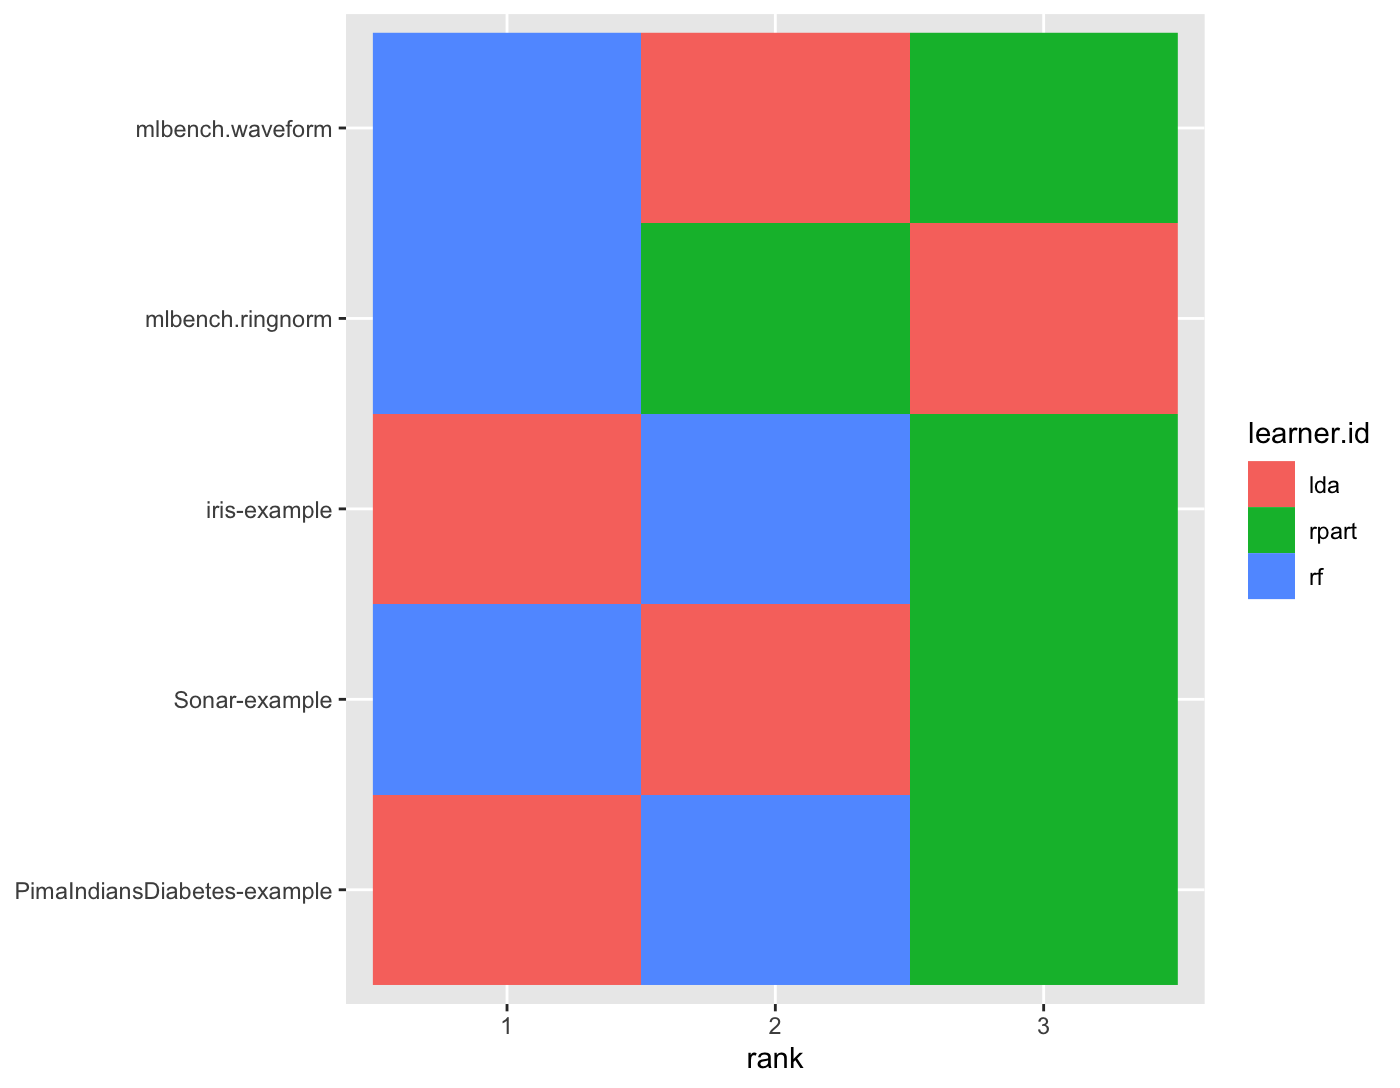 mlbench.waveform
mlbench.ringnorm
iris-example
Sonar-example
PimaIndiansDiabetes-example
1 2 3
rank
learner.id
lda
rpart
rf